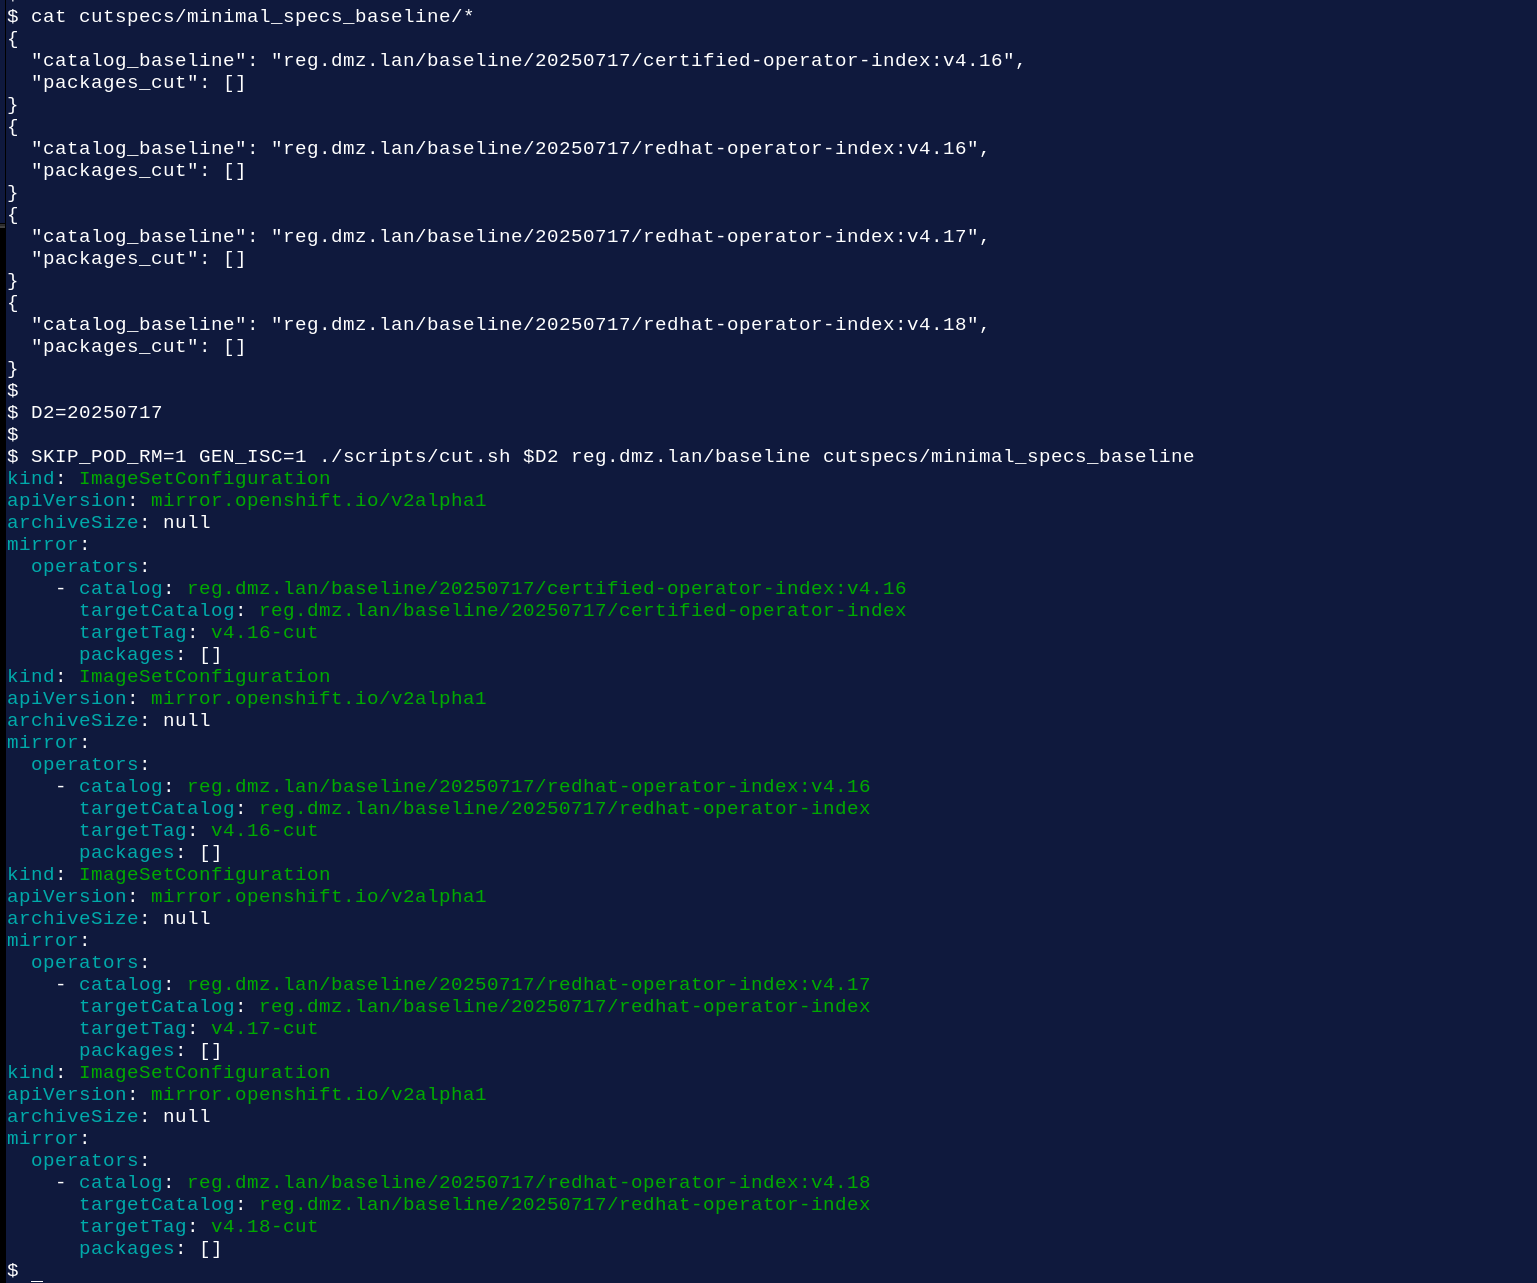 $ cat cutspecs/minimal_specs_baseline/*
{
  "catalog_baseline": "reg.dmz.lan/baseline/20250717/certified-operator-index:v4.16",
  "packages_cut": []
}
{
  "catalog_baseline": "reg.dmz.lan/baseline/20250717/redhat-operator-index:v4.16",
  "packages_cut": []
}
{
  "catalog_baseline": "reg.dmz.lan/baseline/20250717/redhat-operator-index:v4.17",
  "packages_cut": []
}
{
  "catalog_baseline": "reg.dmz.lan/baseline/20250717/redhat-operator-index:v4.18",
  "packages_cut": []
}
$
$ D2=20250717
$
$ SKIP_POD_RM=1 GEN_ISC=1 ./scripts/cut.sh $D2 reg.dmz.lan/baseline cutspecs/minimal_specs_baseline
kind: ImageSetConfiguration
apiVersion: mirror.openshift.io/v2alpha1
archiveSize: null
mirror:
  operators:
    - catalog: reg.dmz.lan/baseline/20250717/certified-operator-index:v4.16
      targetCatalog: reg.dmz.lan/baseline/20250717/certified-operator-index
      targetTag: v4.16-cut
      packages: []
kind: ImageSetConfiguration
apiVersion: mirror.openshift.io/v2alpha1
archiveSize: null
mirror:
  operators:
    - catalog: reg.dmz.lan/baseline/20250717/redhat-operator-index:v4.16
      targetCatalog: reg.dmz.lan/baseline/20250717/redhat-operator-index
      targetTag: v4.16-cut
      packages: []
kind: ImageSetConfiguration
apiVersion: mirror.openshift.io/v2alpha1
archiveSize: null
mirror:
  operators:
    - catalog: reg.dmz.lan/baseline/20250717/redhat-operator-index:v4.17
      targetCatalog: reg.dmz.lan/baseline/20250717/redhat-operator-index
      targetTag: v4.17-cut
      packages: []
kind: ImageSetConfiguration
apiVersion: mirror.openshift.io/v2alpha1
archiveSize: null
mirror:
  operators:
    - catalog: reg.dmz.lan/baseline/20250717/redhat-operator-index:v4.18
      targetCatalog: reg.dmz.lan/baseline/20250717/redhat-operator-index
      targetTag: v4.18-cut
      packages: []
$ _